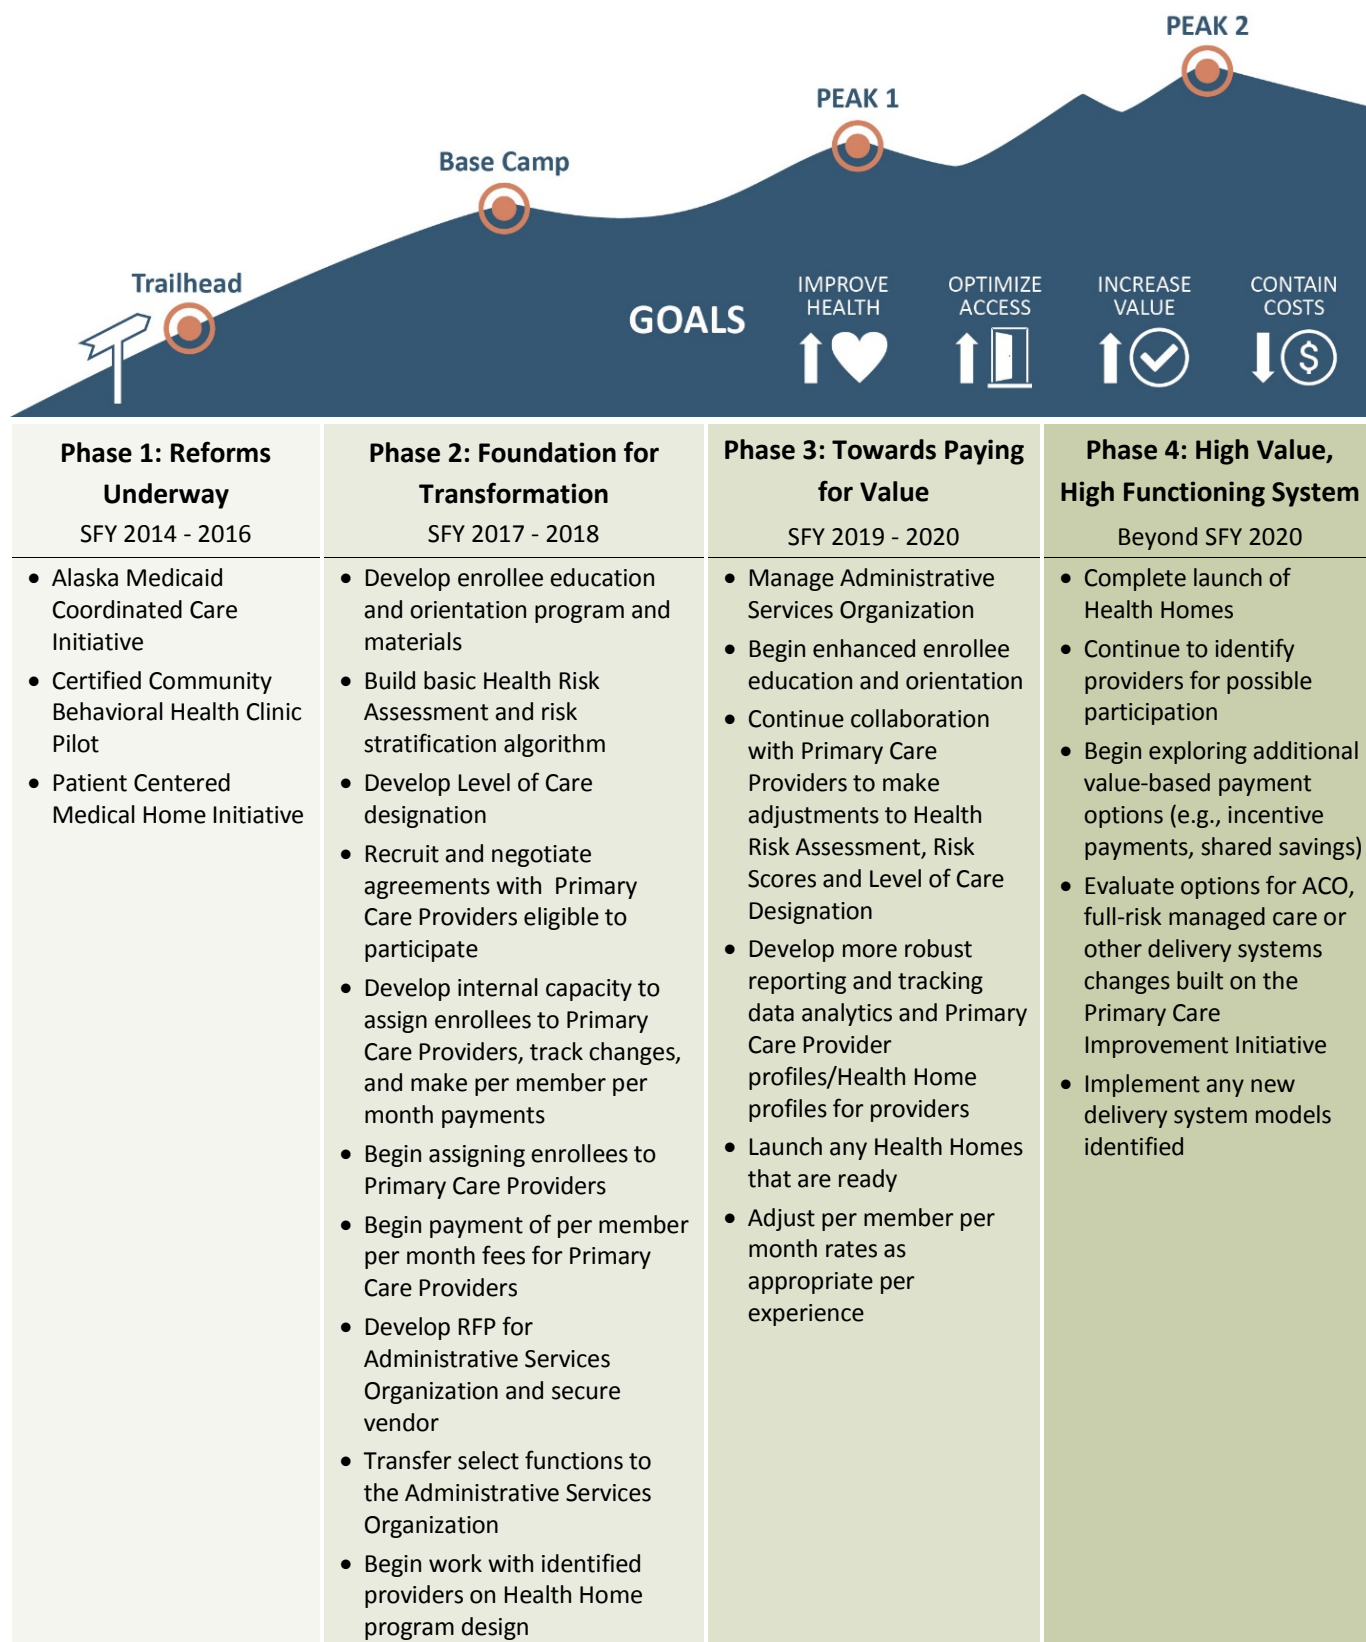 PEAK 2
PEAK 1
Base Camp
Trailhead
GOALS
IMPROVE
HEALTH
OPTIMIZE
ACCESS
INCREASE
VALUE
CONTAIN
COSTS
$
Phase 1: Reforms
Underway
SFY 2014 - 2016
• Alaska Medicaid
Coordinated Care
Initiative
• Certified Community
Behavioral Health Clinic
Pilot
• Patient Centered
Medical Home Initiative
Phase 2: Foundation for
Transformation
SFY 2017 - 2018
• Develop enrollee education
and orientation program and
materials
• Build basic Health Risk
Assessment and risk
stratification algorithm
• Develop Level of Care
designation
• Recruit and negotiate
agreements with Primary
Care Providers eligible to
participate
• Develop internal capacity to
assign enrollees to Primary
Care Providers, track changes,
and make per member per
month payments
• Begin assigning enrollees to
Primary Care Providers
• Begin payment of per member
per month fees for Primary
Care Providers
• Develop RFP for
Administrative Services
Organization and secure
vendor
• Transfer select functions to
the Administrative Services
Organization
• Begin work with identified
providers on Health Home
program design
Phase 3: Towards Paying
for Value
SFY 2019 - 2020
• Manage Administrative
Services Organization
• Begin enhanced enrollee
education and orientation
• Continue collaboration
with Primary Care
Providers to make
adjustments to Health
Risk Assessment, Risk
Scores and Level of Care
Designation
• Develop more robust
reporting and tracking
data analytics and Primary
Care Provider
profiles/Health Home
profiles for providers
• Launch any Health Homes
that are ready
• Adjust per member per
month rates as
appropriate per
experience
Phase 4: High Value,
High Functioning System
Beyond SFY 2020
• Complete launch of
Health Homes
• Continue to identify
providers for possible
participation
• Begin exploring additional
value-based payment
options (e.g., incentive
payments, shared savings)
• Evaluate options for ACO,
full-risk managed care or
other delivery systems
changes built on the
Primary Care
Improvement Initiative
• Implement any new
delivery system models
identified